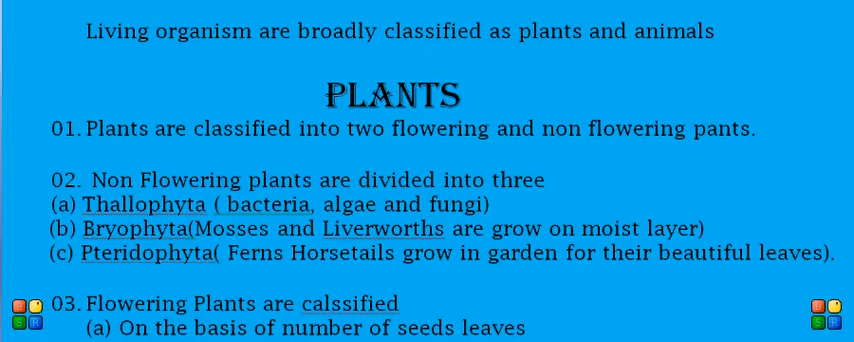 Living organism are broadly classified as plants and animals
PLANTS
01. Plants are classified into two flowering and non flowering pants.
02. Non Flowering plants are divided into three
(a) Thallophyta ( bacteria, algae and fungi)
(b) Bryophyta(Mosses and Liverworths are grow on moist layer)
(c) Pteridophyta( Ferns Horsetails grow in garden for their beautiful leaves).
03. Flowering Plants are calssified
(a) On the basis of number of seeds leaves